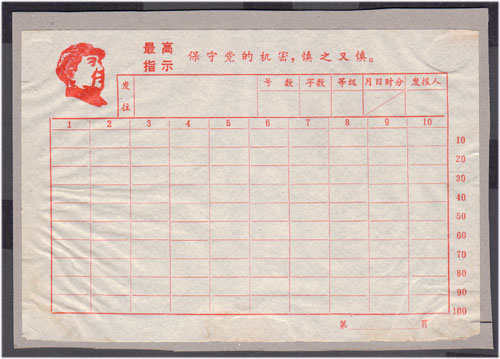 最高
指示
保守党的机密，慎之又慎。
发往 号数 字数 等级 月日时分 发报人
1 2 3 4 5 6 7 8 9 10
10
20
30
40
50
60
70
80
90
100
第 页